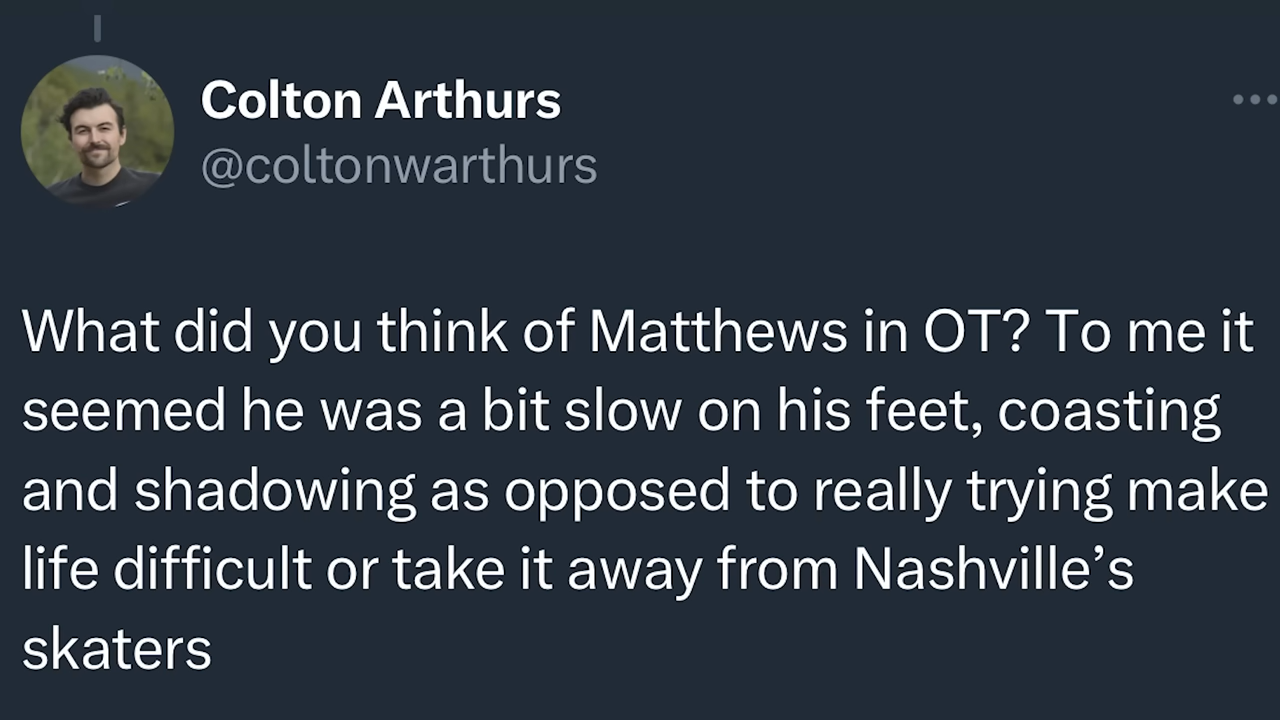 Colton Arthurs
@coltonwarthurs
What did you think of Matthews in OT? To me it
seemed he was a bit slow on his feet, coasting
and shadowing as opposed to really trying make
life difficult or take it away from Nashville’s
skaters